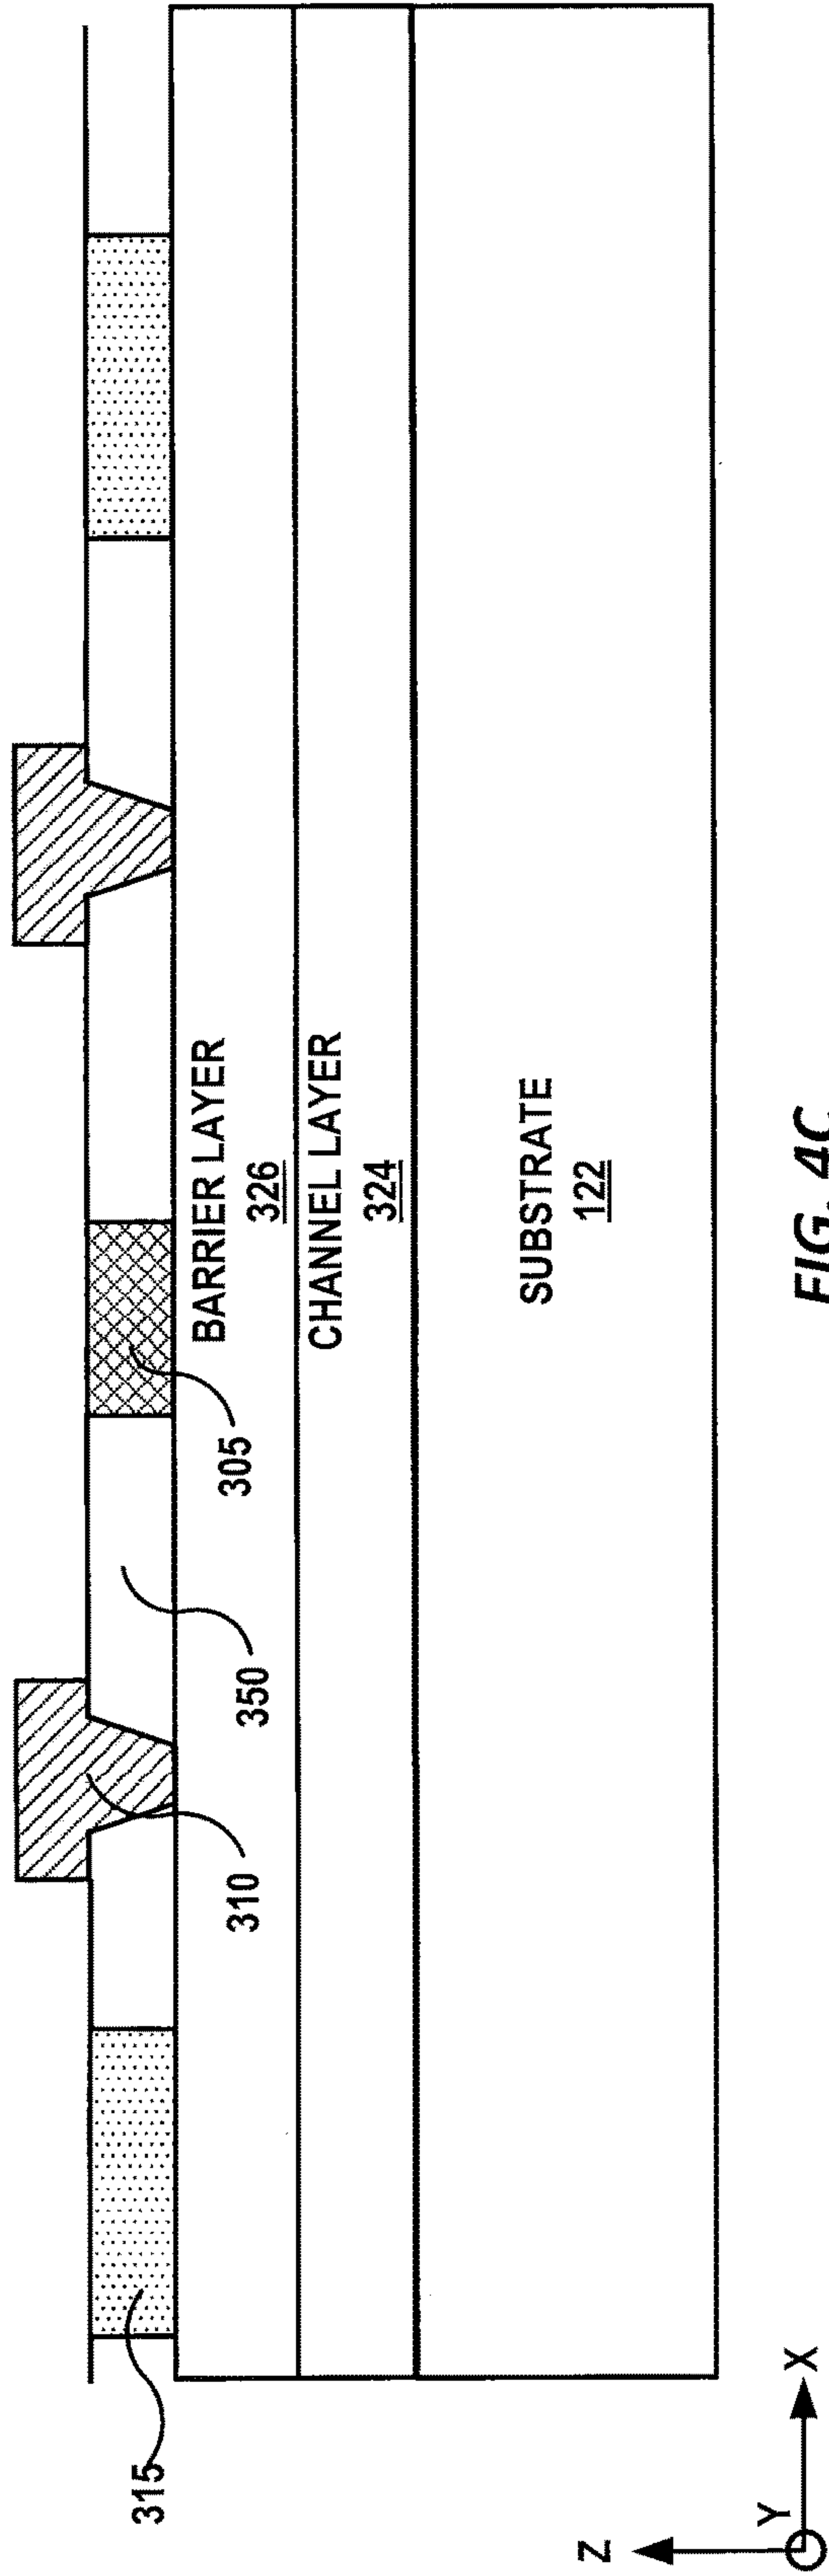 315
310
350
305
BARRIER LAYER
326
CHANNEL LAYER
324
SUBSTRATE
122
Z
Y
X
FIG. 4C